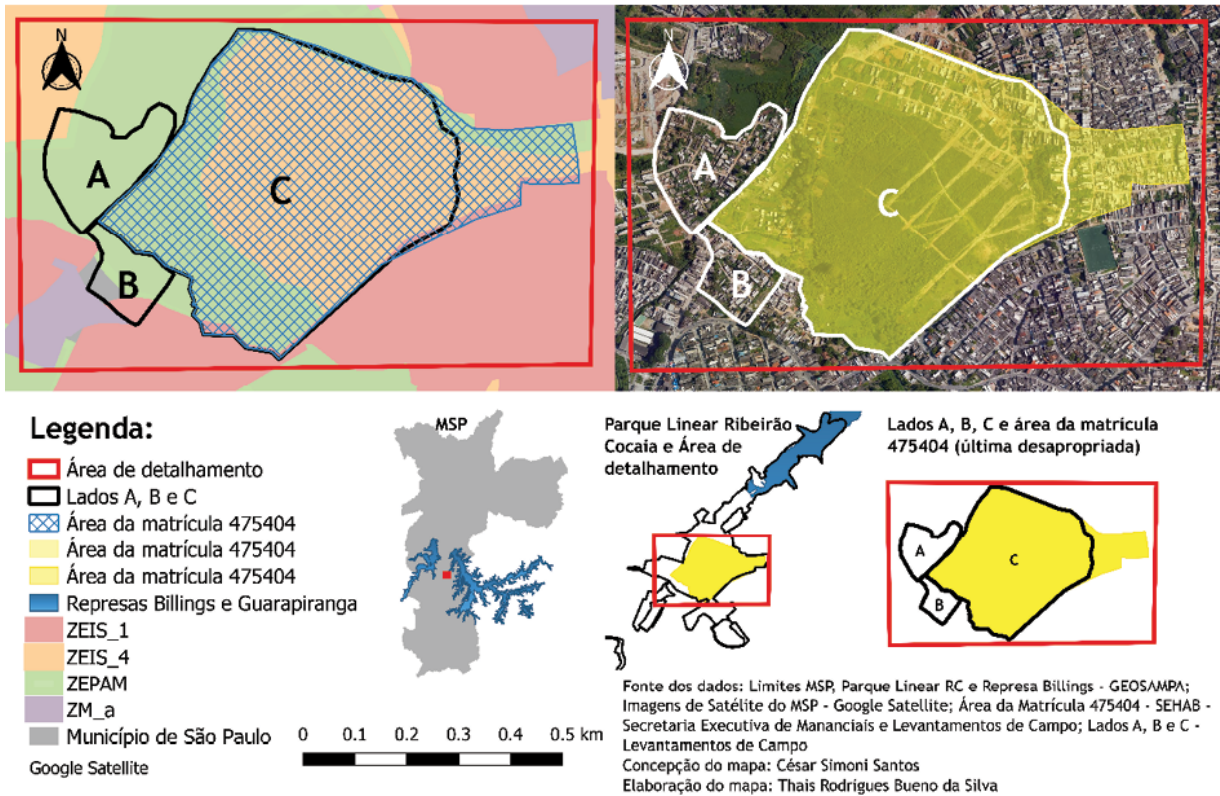 N
A
B
C
N
A
B
C
Legenda:
Área de detalhamento
Lados A, B e C
Área da matrícula 475404
Área da matrícula 475404
Área da matrícula 475404
Represas Billings e Guarapiranga
ZEIS_1
ZEIS_4
ZEPAM
ZM_a
Município de São Paulo
Google Satellite
MSP
0 0.1 0.2 0.3 0.4 0.5 km
Parque Linear Ribeirão
Cocaia e Área de
detalhamento
Lados A, B, C e área da matrícula
475404 (última desapropriada)
A
B
C
Fonte dos dados: Limites MSP, Parque Linear RC e Represa Billings - GEOSAMPA;
Imagens de Satélite do MSP - Google Satellite; Área da Matrícula 475404 - SEHAB -
Secretaria Executiva de Mananciais e Levantamentos de Campo; Lados A, B e C -
Levantamentos de Campo
Concepção do mapa: César Simoni Santos
Elaboração do mapa: Thais Rodrigues Bueno da Silva